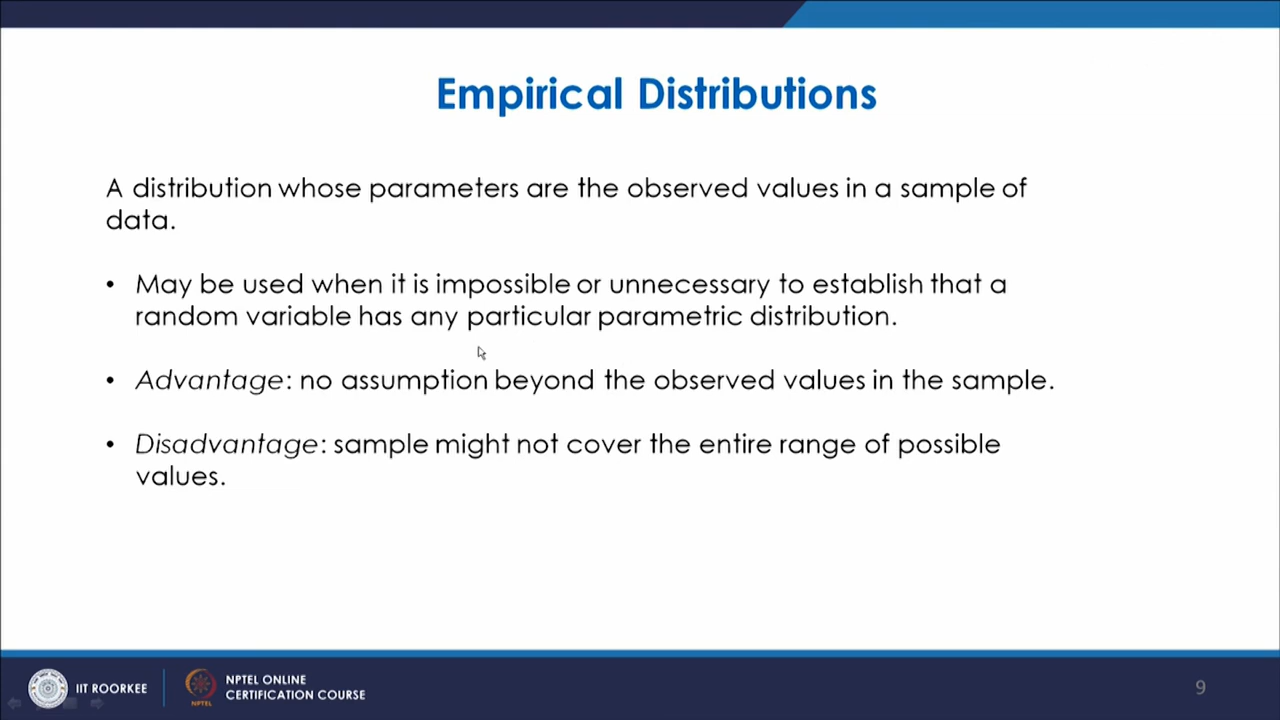 Empirical Distributions
A distribution whose parameters are the observed values in a sample of
data.
• May be used when it is impossible or unnecessary to establish that a
random variable has any particular parametric distribution.
• Advantage: no assumption beyond the observed values in the sample.
• Disadvantage: sample might not cover the entire range of possible
values.
IIT ROORKEE
NPTEL
NPTEL ONLINE
CERTIFICATION COURSE
9